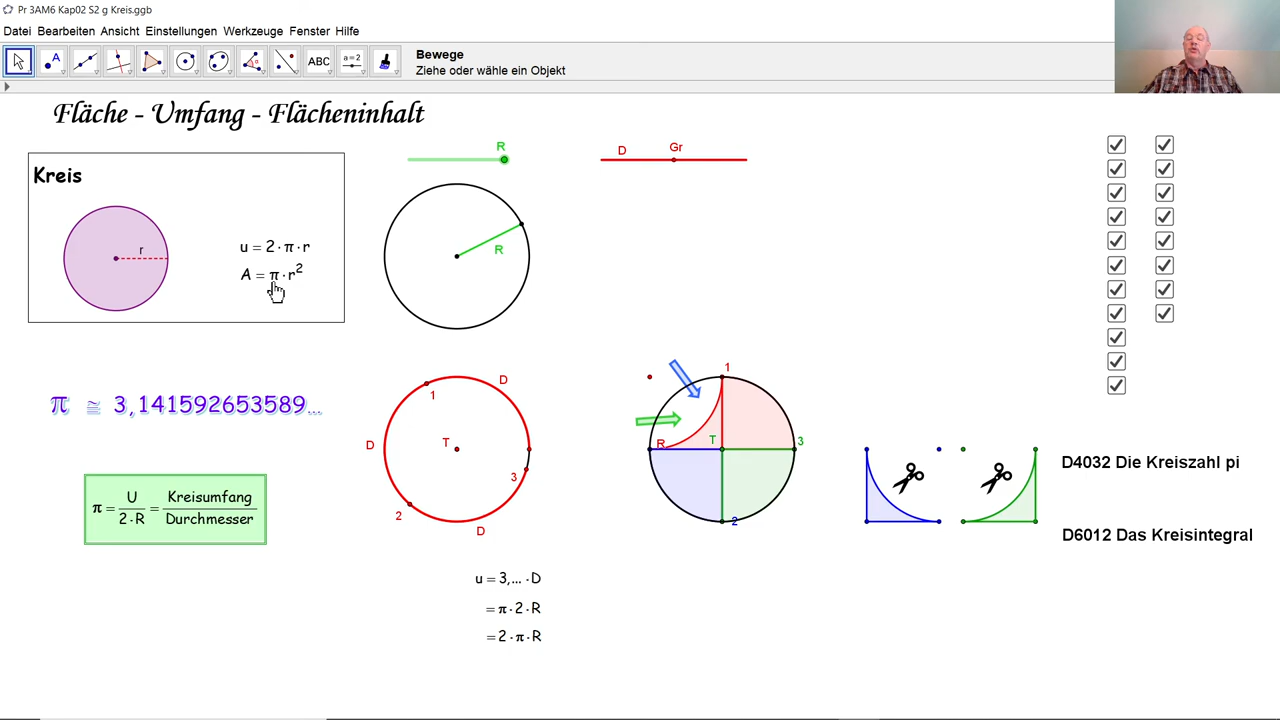 Pr 3AM6 Kap02 S2 g Kreis.ggb
Datei Bearbeiten Ansicht Einstellungen Werkzeuge Fenster Hilfe
A
α
ABC
a=2
Bewege
Ziehe oder wähle ein Objekt
Fläche - Umfang - Flächeninhalt
R
D Gr
Kreis
r
u = 2 · π · r
A = π · r²
R
π ≅ 3,141592653589...
D
1
D
T
3
2
D
1
R
T
3
2
D4032 Die Kreiszahl pi
π = U / 2 · R = Kreisumfang / Durchmesser
D6012 Das Kreisintegral
u = 3,... · D
= π · 2 · R
= 2 · π · R